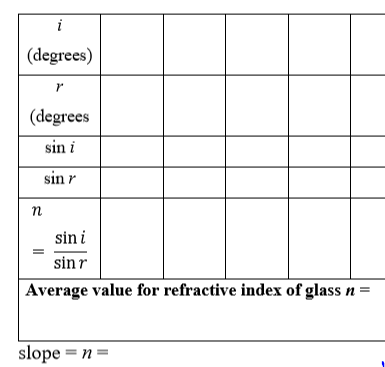 i
(degrees)
r
(degrees
sin i
sin r
n
= sin i / sin r
Average value for refractive index of glass n =
slope = n =